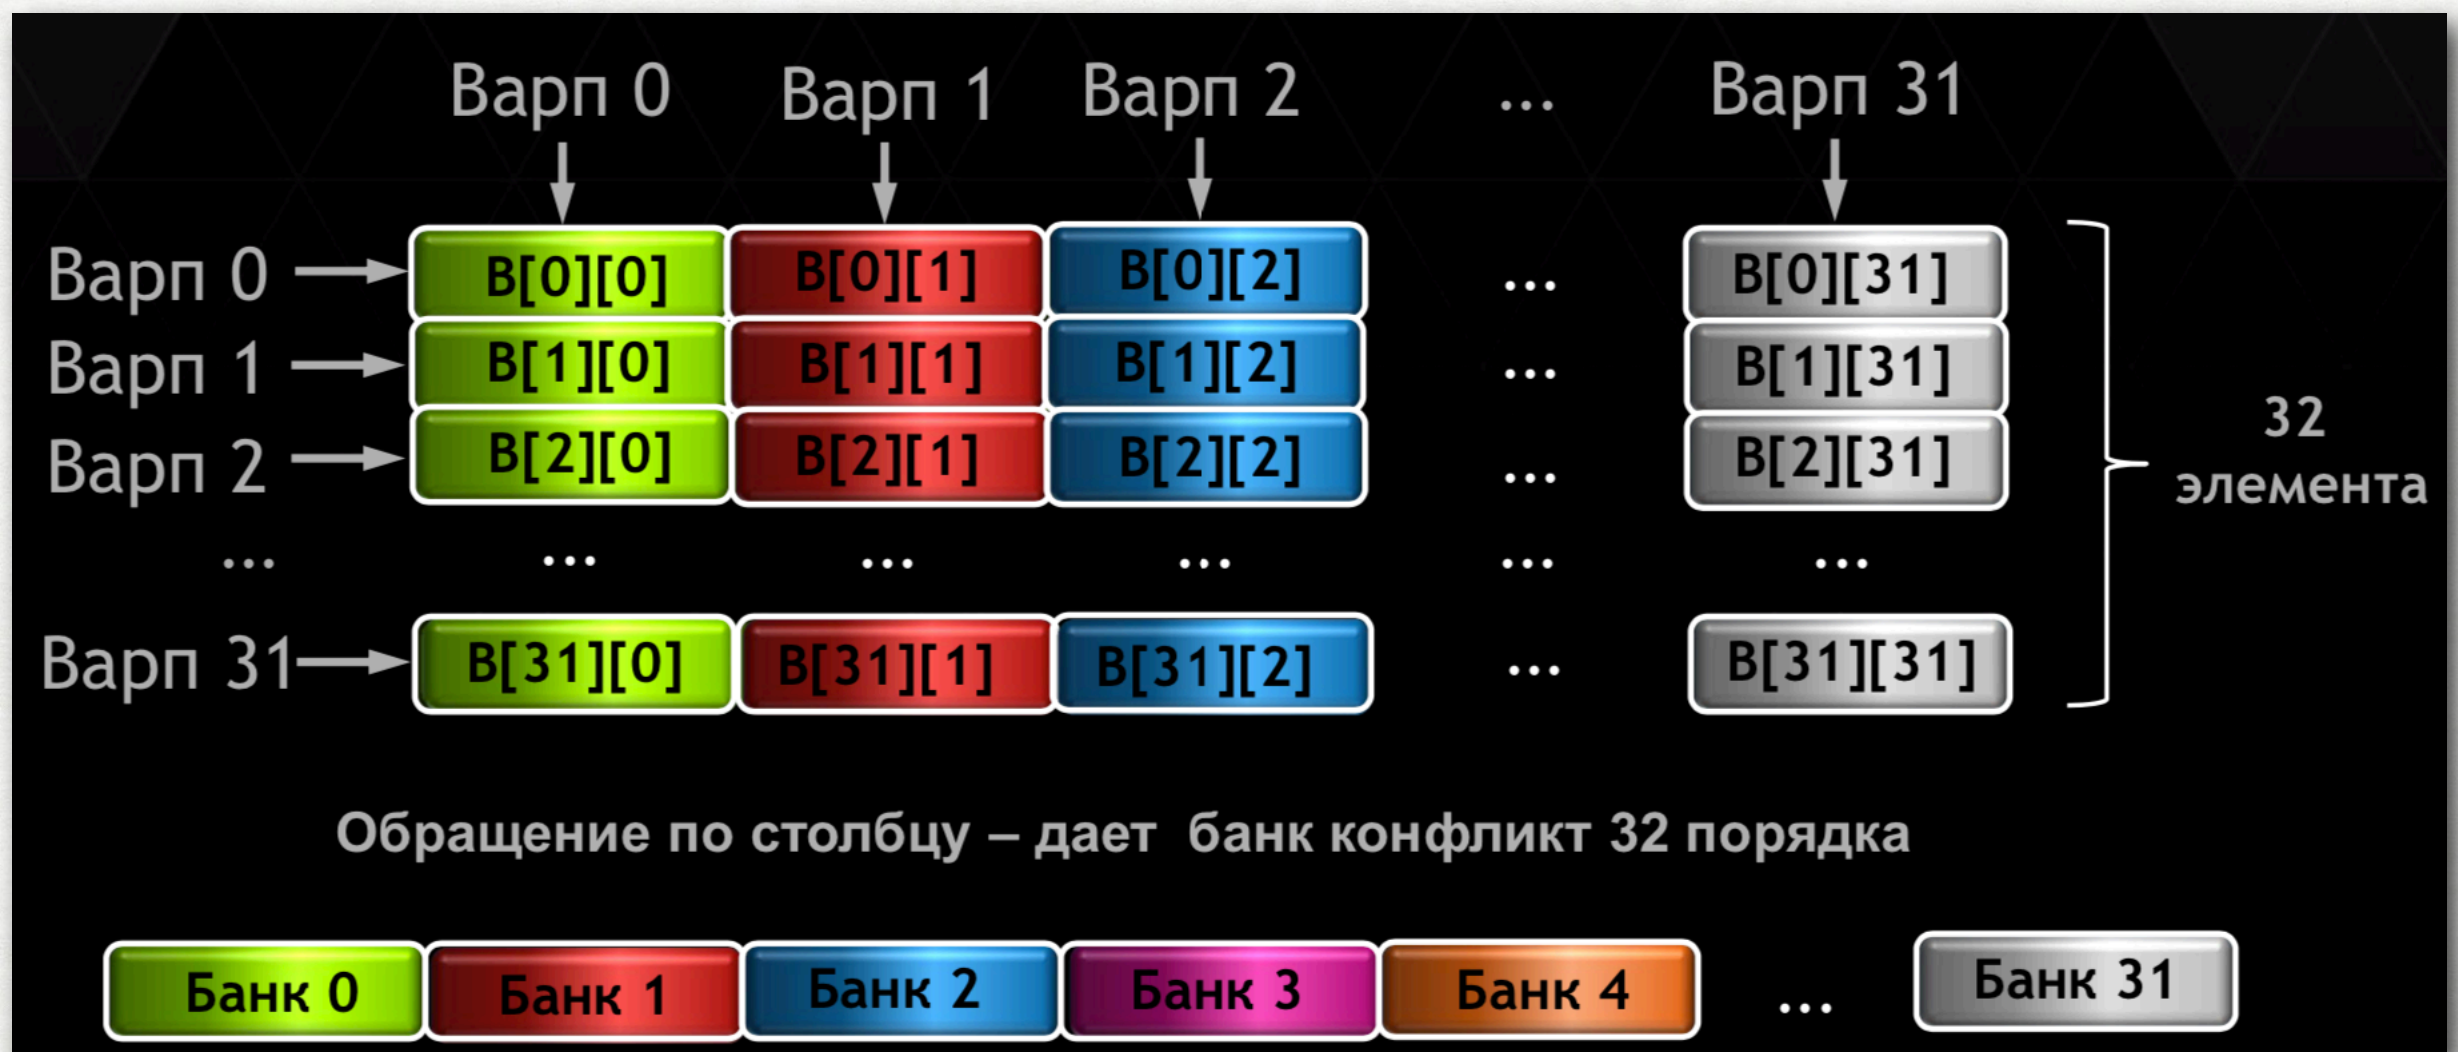 Варп 0 Варп 1 Варп 2 ... Варп 31
Варп 0 B[0][0] B[0][1] B[0][2] ... B[0][31]
Варп 1 B[1][0] B[1][1] B[1][2] ... B[1][31]
Варп 2 B[2][0] B[2][1] B[2][2] ... B[2][31]
32
элемента
... ... ... ... ... ...
Варп 31 B[31][0] B[31][1] B[31][2] ... B[31][31]
Обращение по столбцу – дает банк конфликт 32 порядка
Банк 0 Банк 1 Банк 2 Банк 3 Банк 4 ... Банк 31